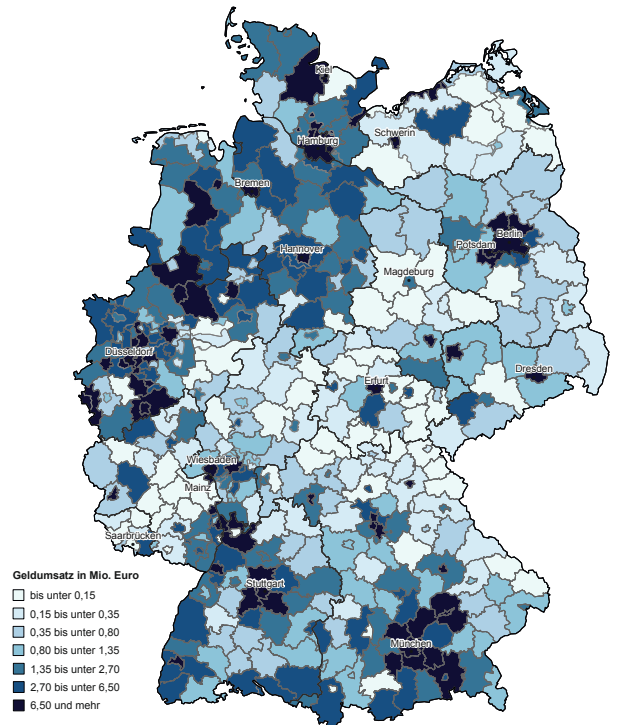 Kiel
Schwerin
Hamburg
Bremen
Berlin
Hannover
Potsdam
Magdeburg
Düsseldorf
Dresden
Erfurt
Wiesbaden
Mainz
Saarbrücken
Stuttgart
München
Geldumsatz in Mio. Euro
bis unter 0,15
0,15 bis unter 0,35
0,35 bis unter 0,80
0,80 bis unter 1,35
1,35 bis unter 2,70
2,70 bis unter 6,50
6,50 und mehr